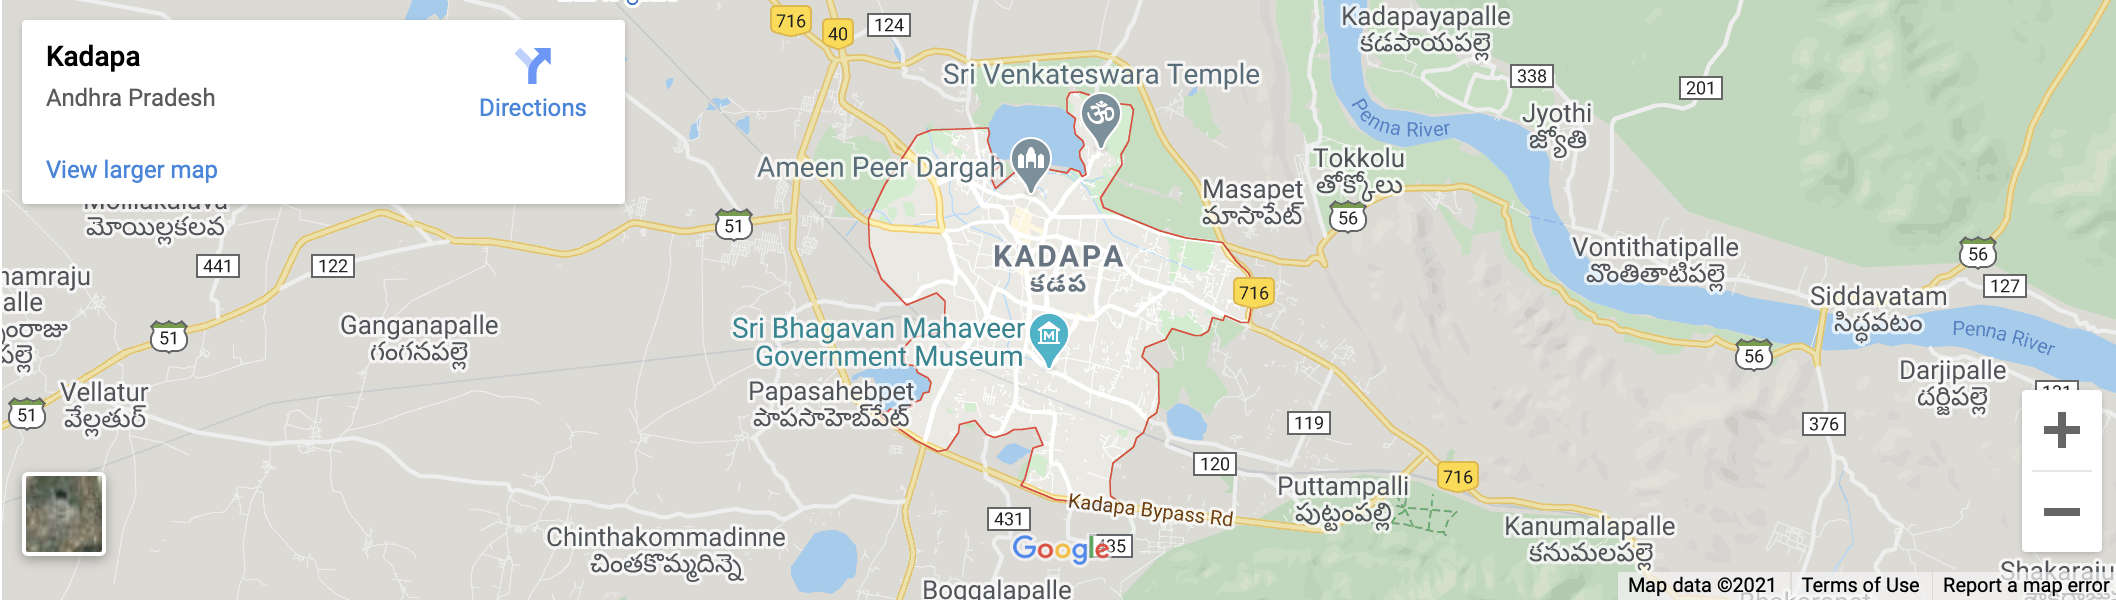 Kadapa
Andhra Pradesh
Directions
View larger map
716
40
124
Sri Venkateswara Temple
Ameen Peer Dargah
Kadapayapalle
కడపాయపల్లె
338
201
Penna River
Jyothi
జ్యోతి
Tokkolu
తోక్కోలు
Masapet
మాసాపేట్
56
మోయిల్లకలవ
51
441
122
KADAPA
కడప
716
Vontithatipalle
వొంతితాటిపల్లె
56
127
Siddavatam
సిద్ధవటం
Penna River
56
51
Ganganapalle
గంగనపల్లె
Sri Bhagavan Mahaveer
Government Museum
Vellatur
వేల్లతుర్
51
Papasahebpet
పాపసాహెబ్‌పేట్
Darjipalle
దర్జిపల్లె
119
376
120
716
Puttampalli
పుట్టంపల్లి
Kadapa Bypass Rd
431
Google
Kanumalapalle
కనుమలపల్లె
Chinthakommadinne
చింతకొమ్మదిన్నె
Boggalapalle
Shakaraju
Map data ©2021
Terms of Use
Report a map error